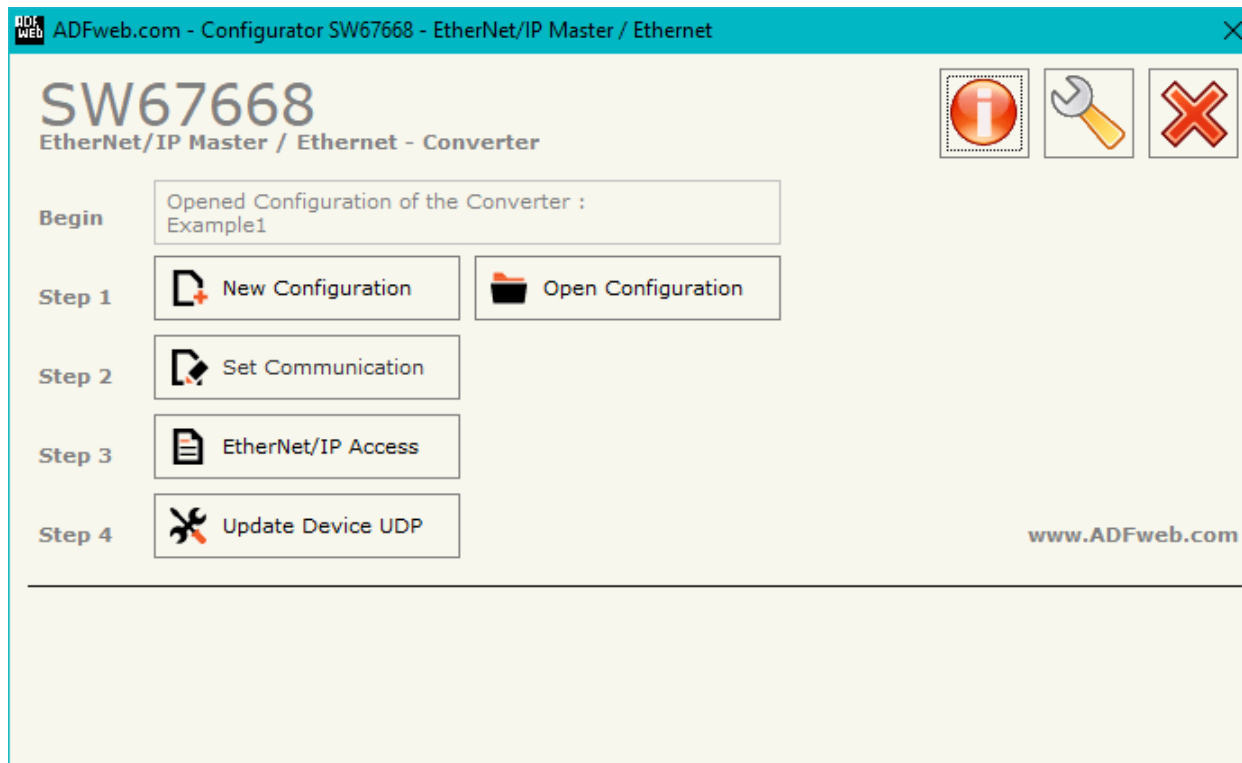 ADF
WEB
ADFweb.com - Configurator SW67668 - EtherNet/IP Master / Ethernet
SW67668
EtherNet/IP Master / Ethernet - Converter
Begin
Opened Configuration of the Converter :
Example1
Step 1
New Configuration
Open Configuration
Step 2
Set Communication
Step 3
EtherNet/IP Access
Step 4
Update Device UDP
www.ADFweb.com